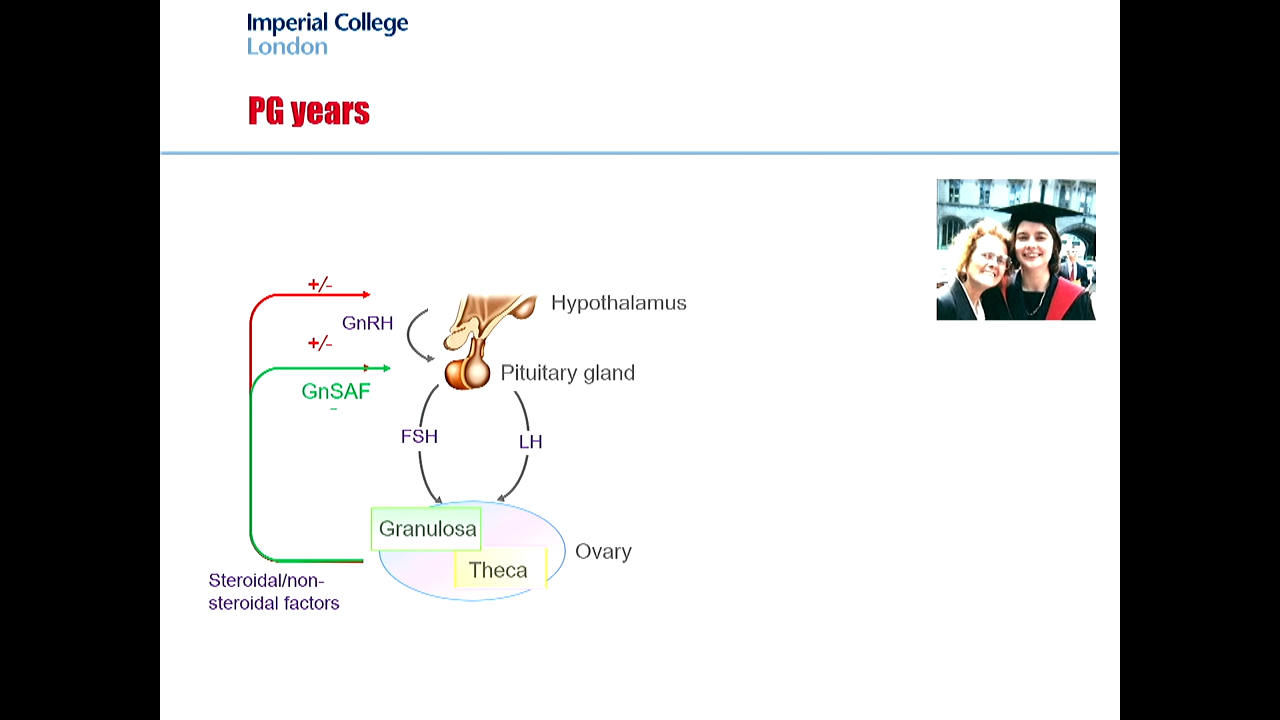 Imperial College
London
PG years
+/-
GnRH
Hypothalamus
+/-
GnSAF
-
Pituitary gland
FSH
LH
Granulosa
Theca
Ovary
Steroidal/non-
steroidal factors